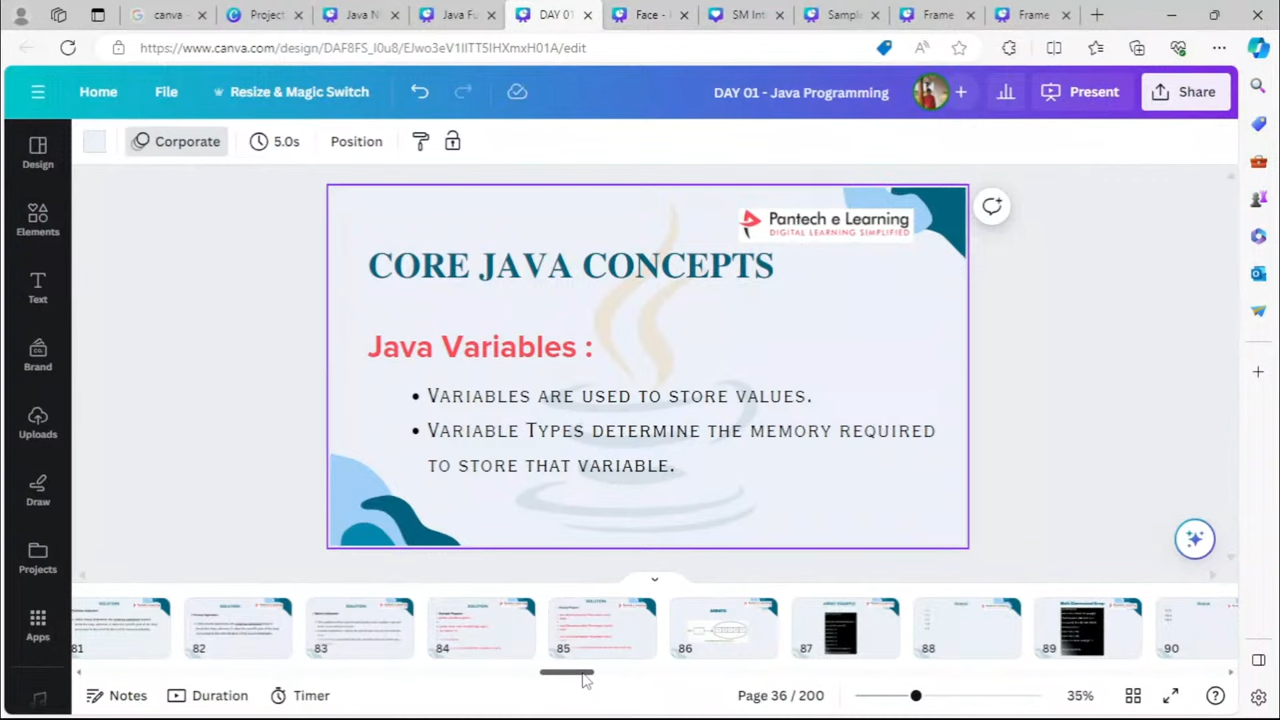 canva -
Project
Java N
Java Fu
DAY 01
Face -
SM Int
Sample
Frame
Frame
https://www.canva.com/design/DAF8FS_I0u8/EJwo3eV1IITT5IHXmxH01A/edit
Home
File
Resize & Magic Switch
DAY 01 - Java Programming
Present
Share
Corporate
5.0s
Position
Design
Elements
Text
Brand
Uploads
Draw
Projects
Apps
Pantech e Learning
DIGITAL LEARNING SIMPLIFIED
CORE JAVA CONCEPTS
Java Variables :
• VARIABLES ARE USED TO STORE VALUES.
• VARIABLE TYPES DETERMINE THE MEMORY REQUIRED
TO STORE THAT VARIABLE.
81
82
83
84
85
86
87
88
89
90
Notes
Duration
Timer
Page 36 / 200
35%